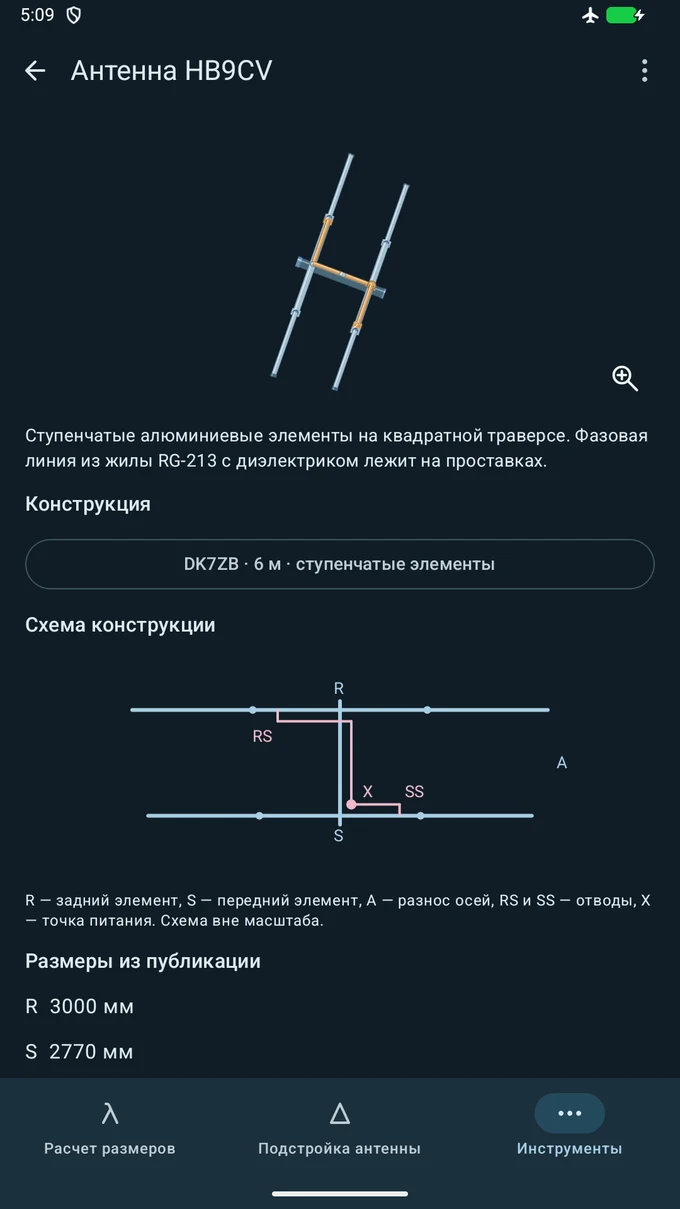 5:09
Антенна HB9CV
Ступенчатые алюминиевые элементы на квадратной траверсе. Фазовая
линия из жилы RG-213 с диэлектриком лежит на проставках.
Конструкция
DK7ZB · 6 м · ступенчатые элементы
Схема конструкции
R
RS
A
X SS
S
R — задний элемент, S — передний элемент, A — разнос осей, RS и SS — отводы, X
— точка питания. Схема вне масштаба.
Размеры из публикации
R 3000 мм
S 2770 мм
λ
Расчет размеров Подстройка антенны Инструменты